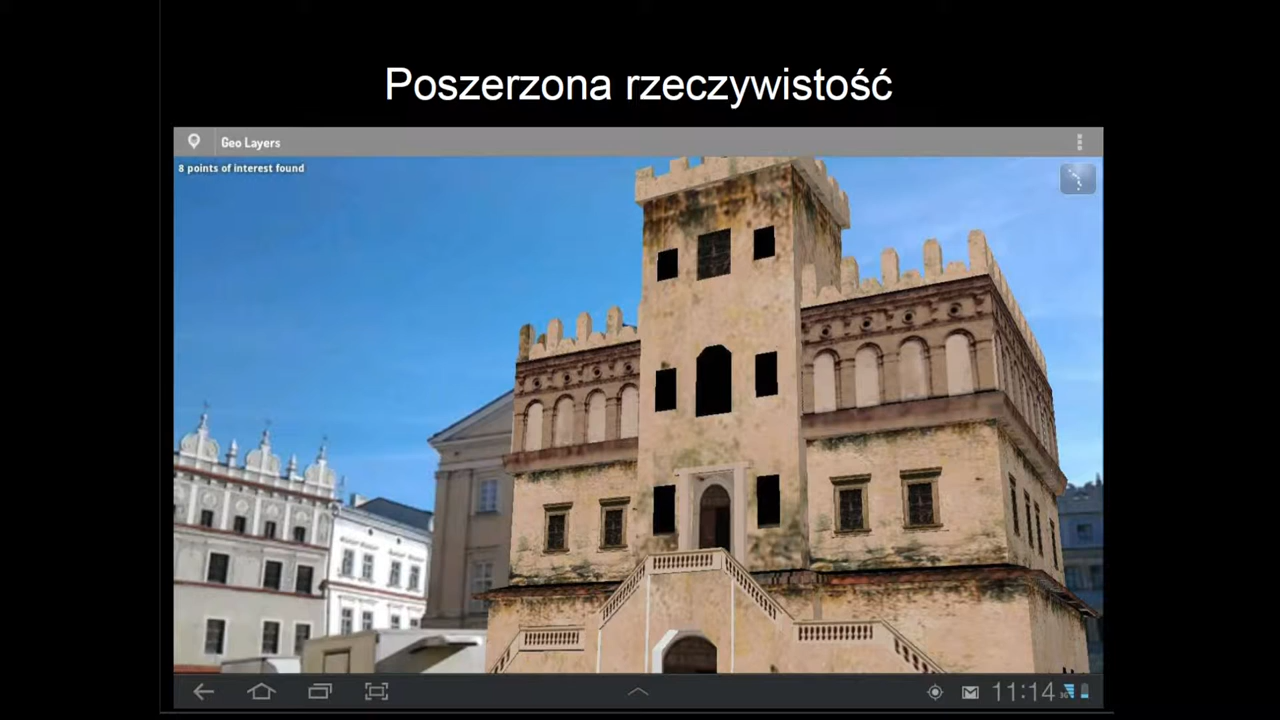 Poszerzona rzeczywistość
Geo Layers
8 points of interest found
11:14